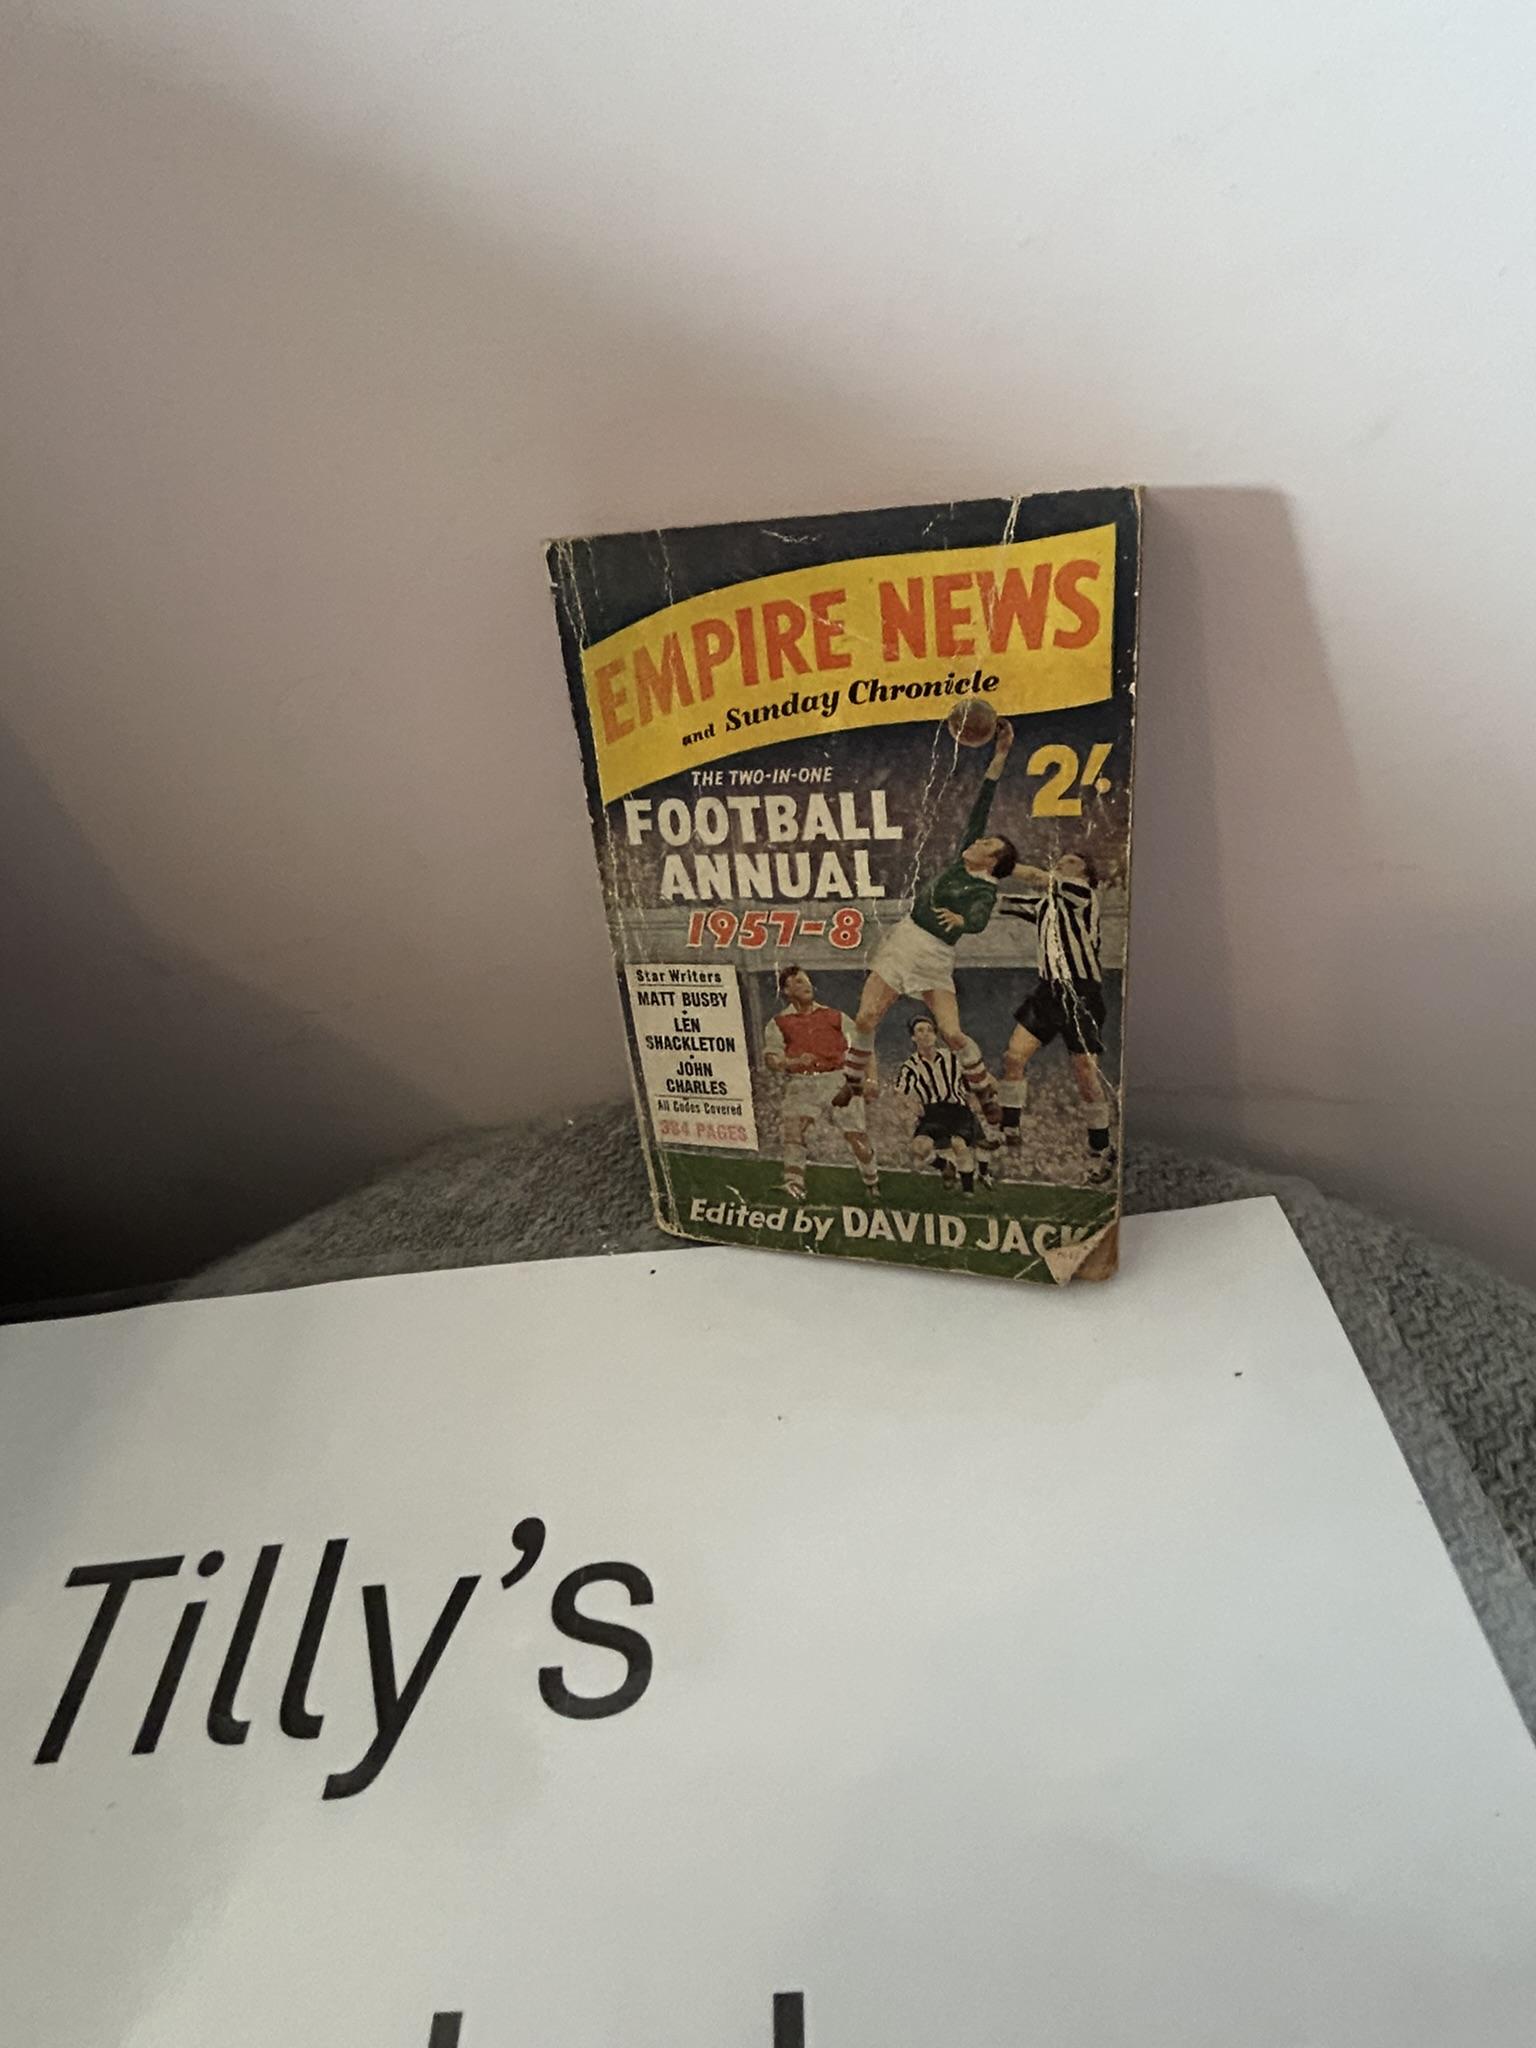 EMPIRE NEWS
and Sunday Chronicle
2/-
THE TWO-IN-ONE
FOOTBALL
ANNUAL
1957-8
Star Writers
MATT BUSBY
•
LEN
SHACKLETON
•
JOHN
CHARLES
All Codes Covered
384 PAGES
Edited by DAVID JACK
Tilly’s